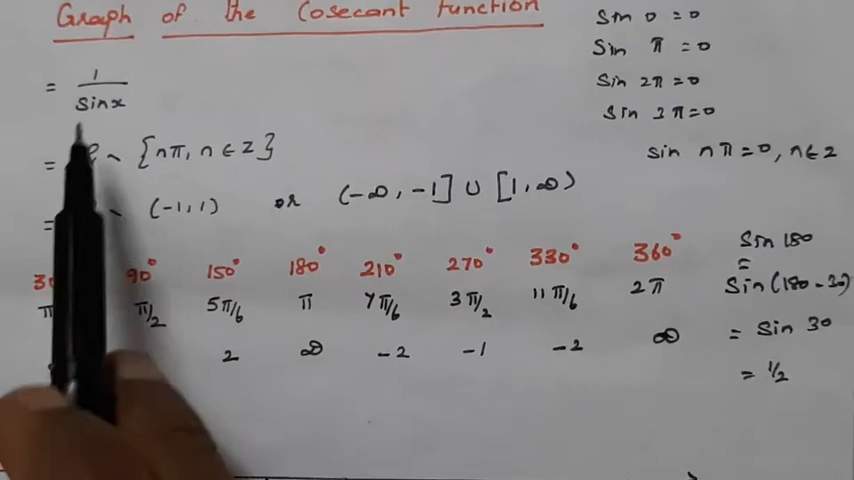 Graph of the Cosecant function
= 1/sinx
= ~ {nπ, n ∈ Z}
= ~ (-1, 1) or (-∞, -1] ∪ [1, ∞)
90° 150° 180° 210° 270° 330° 360°
π/2 5π/6 π 7π/6 3π/2 11π/6 2π
2 ∞ -2 -1 -2 ∞
Sin 0 = 0
Sin π = 0
Sin 2π = 0
Sin 3π = 0
Sin nπ = 0, n ∈ Z
Sin 180
=
Sin (180 - 30)
= Sin 30
= 1/2